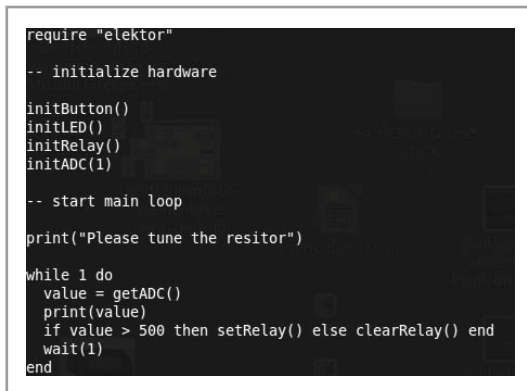 require "elektor"
-- initialize hardware
initButton()
initLED()
initRelay()
initADC(1)
-- start main loop
print("Please tune the resitor")
while 1 do
value = getADC()
print(value)
if value > 500 then setRelay() else clearRelay() end
wait(1)
end